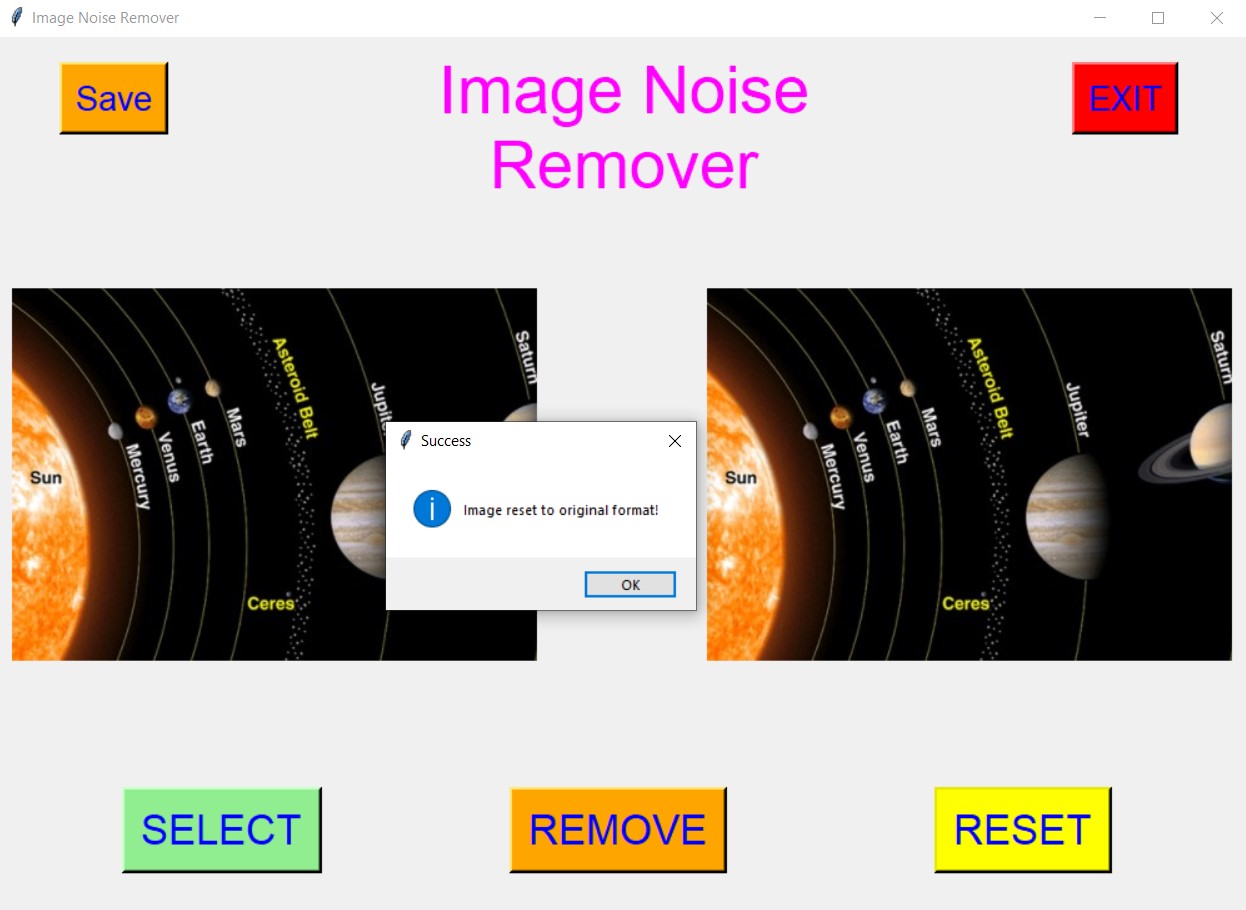 Image Noise Remover
Save
Image Noise
Remover
EXIT
Sun
Mercury
Venus
Earth
Mars
Asteroid Belt
Ceres
Saturn
Success
Image reset to original format!
OK
Sun
Mercury
Venus
Earth
Mars
Asteroid Belt
Ceres
Jupiter
Saturn
SELECT
REMOVE
RESET